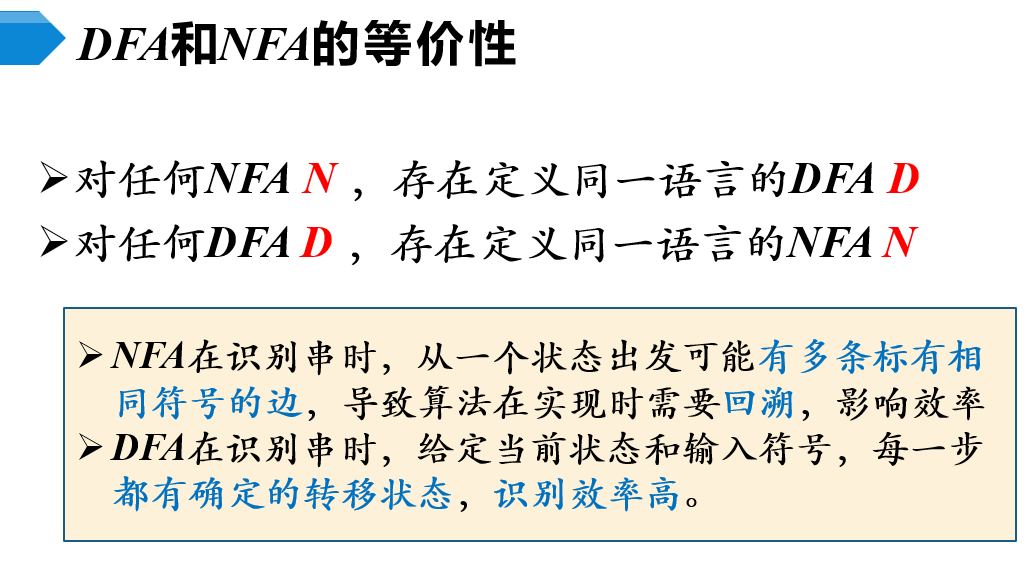 DFA和NFA的等价性
➢对任何NFA N ，存在定义同一语言的DFA D
➢对任何DFA D ，存在定义同一语言的NFA N
➢NFA在识别串时，从一个状态出发可能有多条标有相
同符号的边，导致算法在实现时需要回溯，影响效率
➢DFA在识别串时，给定当前状态和输入符号，每一步
都有确定的转移状态，识别效率高。